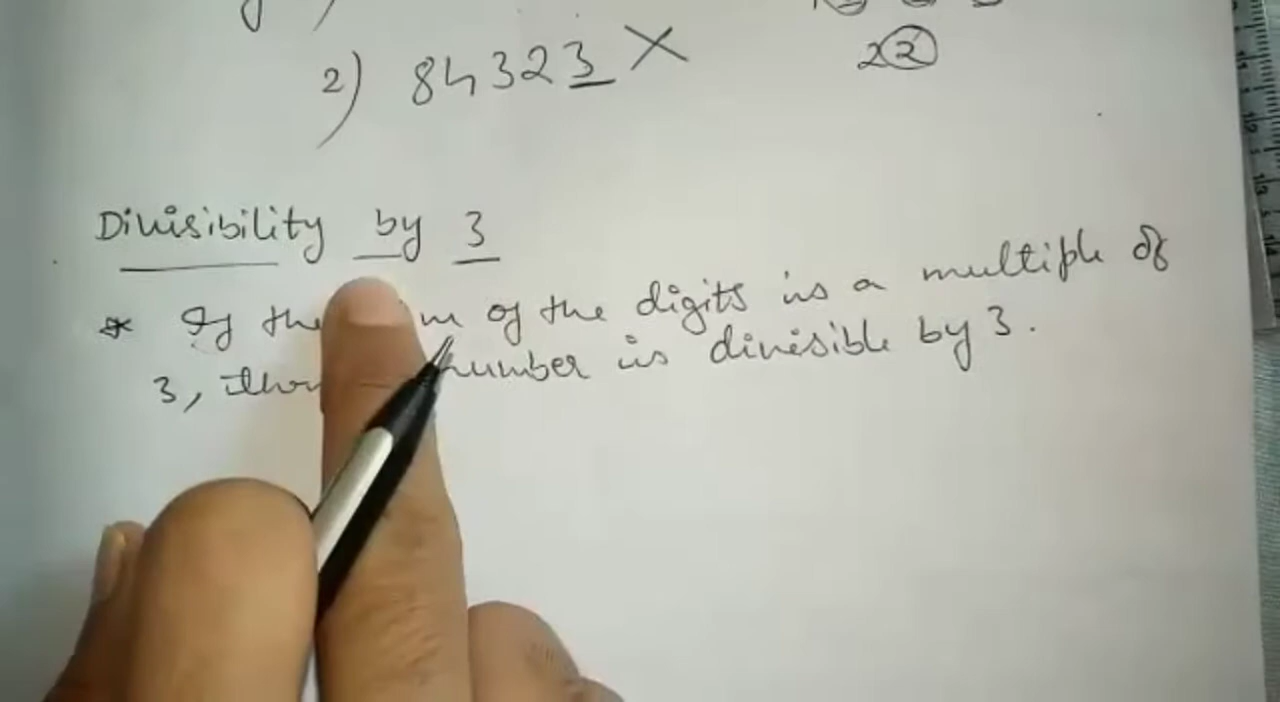 2) 84323 ×
2②
Divisibility by 3
* If the of the digits is a multiple of
3, number is divisible by 3.